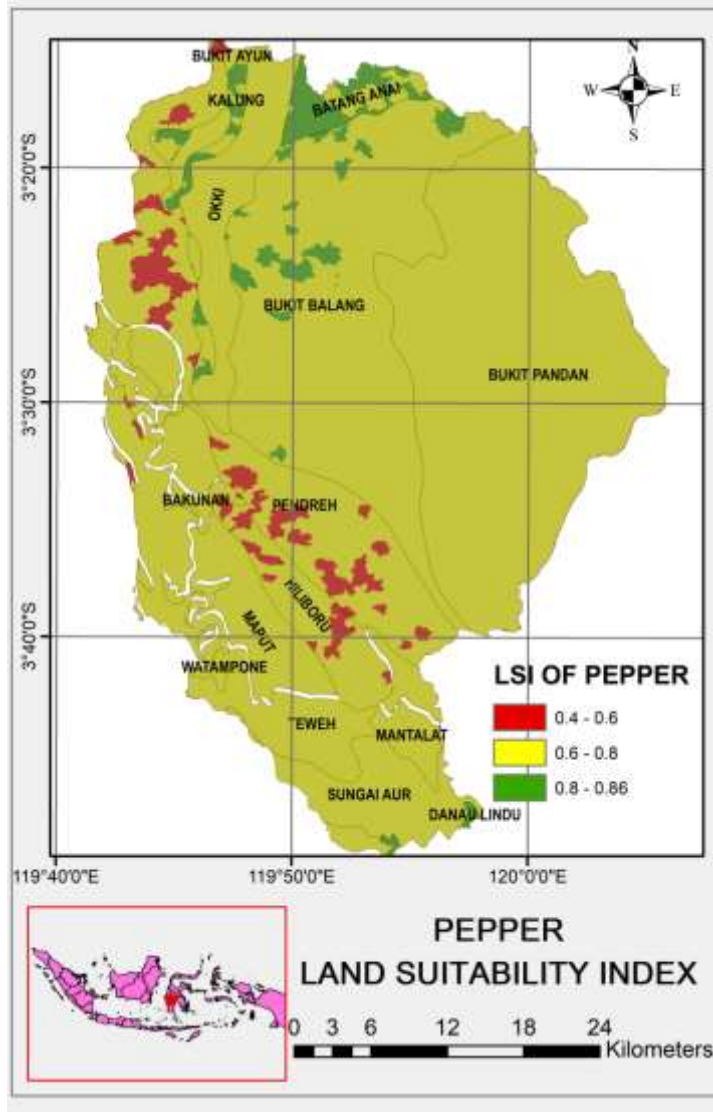 N
W E
S
BUKIT AYUN
KALUNG
BATANG ANAI
3°20'0"S
OKKI
BUKIT BALANG
BUKIT PANDAN
3°30'0"S
BAKUNAN
PENDREH
HILIBORU
MAPUT
3°40'0"S
WATAMPONE
LSI OF PEPPER
0.4 - 0.6
0.6 - 0.8
0.8 - 0.86
TEWEH
MANTALAT
SUNGAI AUR
DANAU LINDU
119°40'0"E 119°50'0"E 120°0'0"E
PEPPER
LAND SUITABILITY INDEX
0 3 6 12 18 24
Kilometers